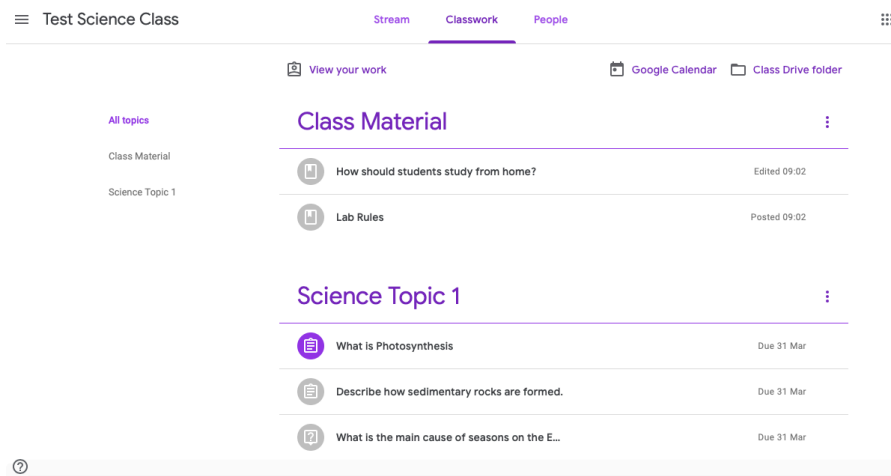 Test Science Class
Stream Classwork People
View your work
Google Calendar Class Drive folder
All topics
Class Material
Science Topic 1
Class Material
How should students study from home? Edited 09:02
Lab Rules Posted 09:02
Science Topic 1
What is Photosynthesis Due 31 Mar
Describe how sedimentary rocks are formed. Due 31 Mar
What is the main cause of seasons on the E... Due 31 Mar